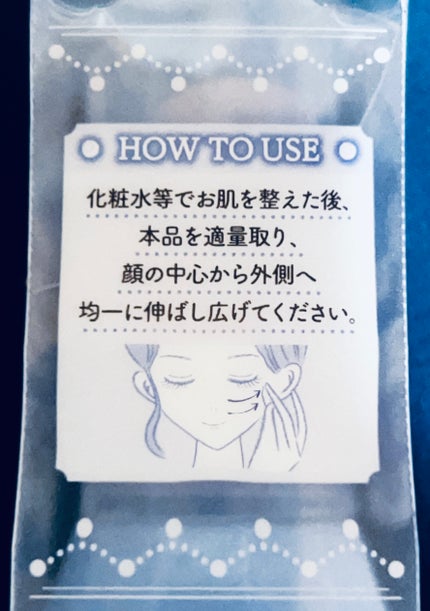 HOW TO USE
化粧水等でお肌を整えた後、
本品を適量取り、
顔の中心から外側へ
均一に伸ばし広げてください。